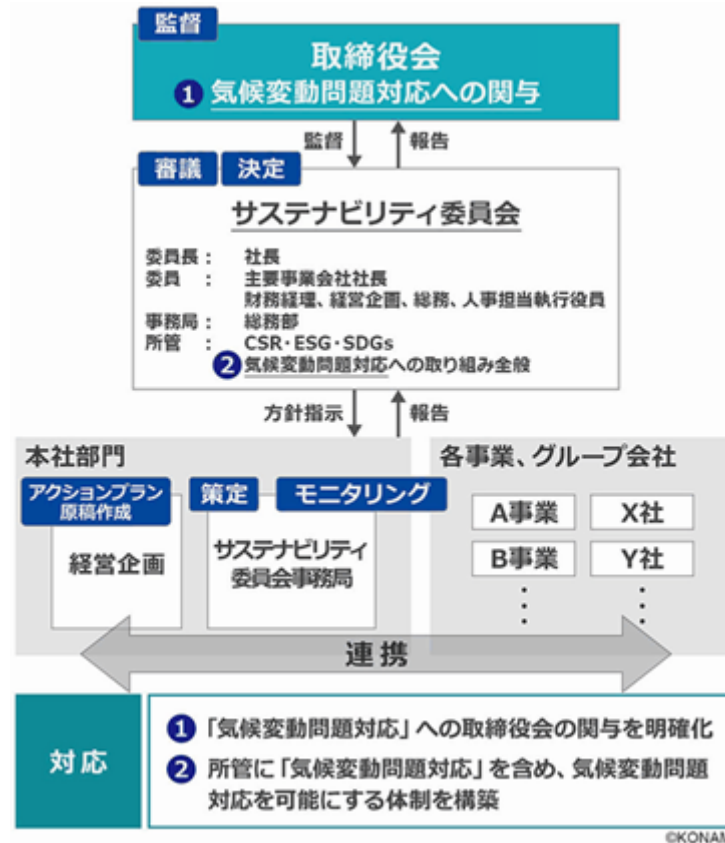 監督
取締役会
1 気候変動問題対応への関与
監督 報告
審議 決定
サステナビリティ委員会
委員長： 社長
委員 ： 主要事業会社社長
財務経理、経営企画、総務、人事担当執行役員
事務局： 総務部
所管 ： CSR・ESG・SDGs
2 気候変動問題対応への取り組み全般
方針指示 報告
本社部門
アクションプラン
原稿作成
経営企画
策定 モニタリング
サステナビリティ
委員会事務局
各事業、グループ会社
A事業 X社
B事業 Y社
連携
対応
1 「気候変動問題対応」への取締役会の関与を明確化
2 所管に「気候変動問題対応」を含め、気候変動問題
対応を可能にする体制を構築
©KONAMI